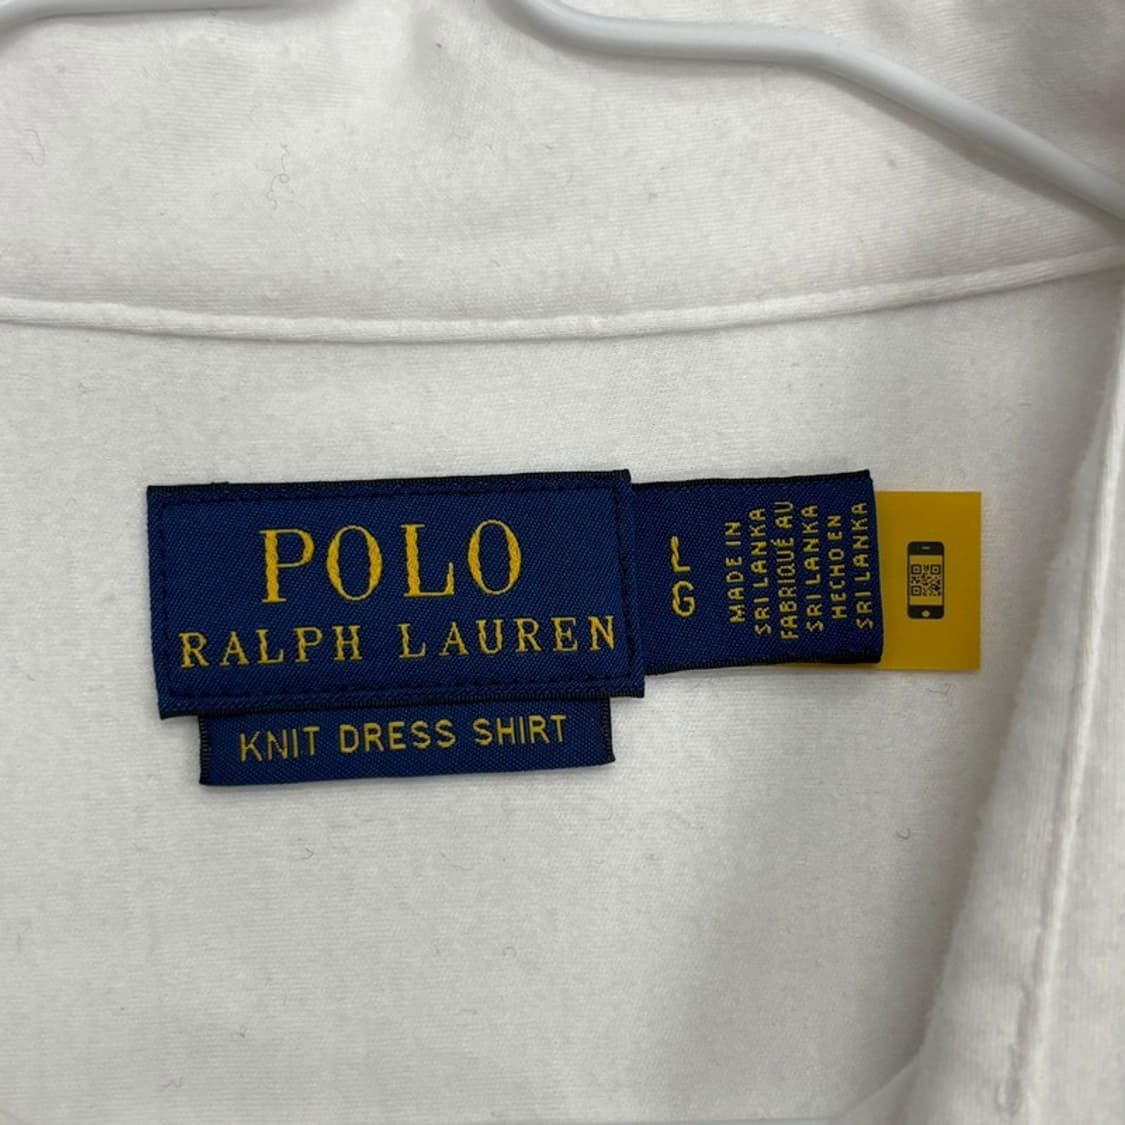 POLO
RALPH LAUREN
KNIT DRESS SHIRT
L
G
MADE IN
SRI LANKA
FABRIQUÉ AU
SRI LANKA
HECHO EN
SRI LANKA